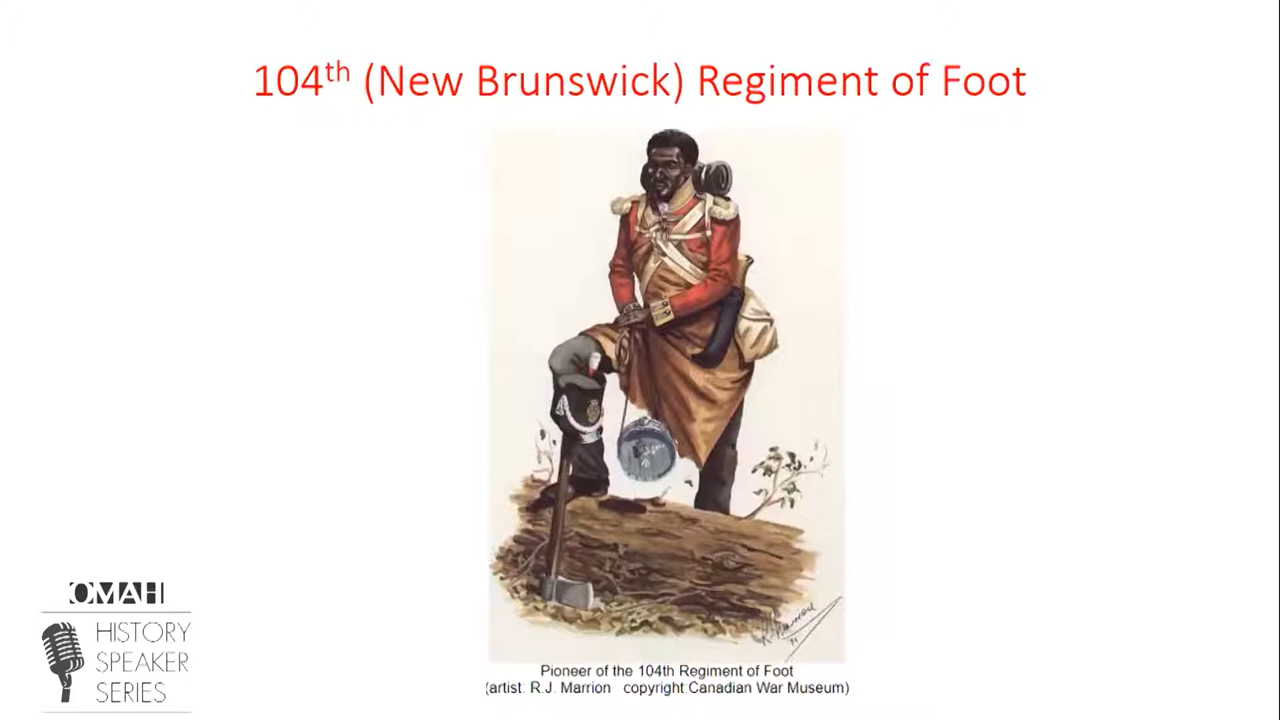 104th (New Brunswick) Regiment of Foot
Pioneer of the 104th Regiment of Foot
(artist: R.J. Marrion copyright Canadian War Museum)
OMAH
HISTORY
SPEAKER
SERIES